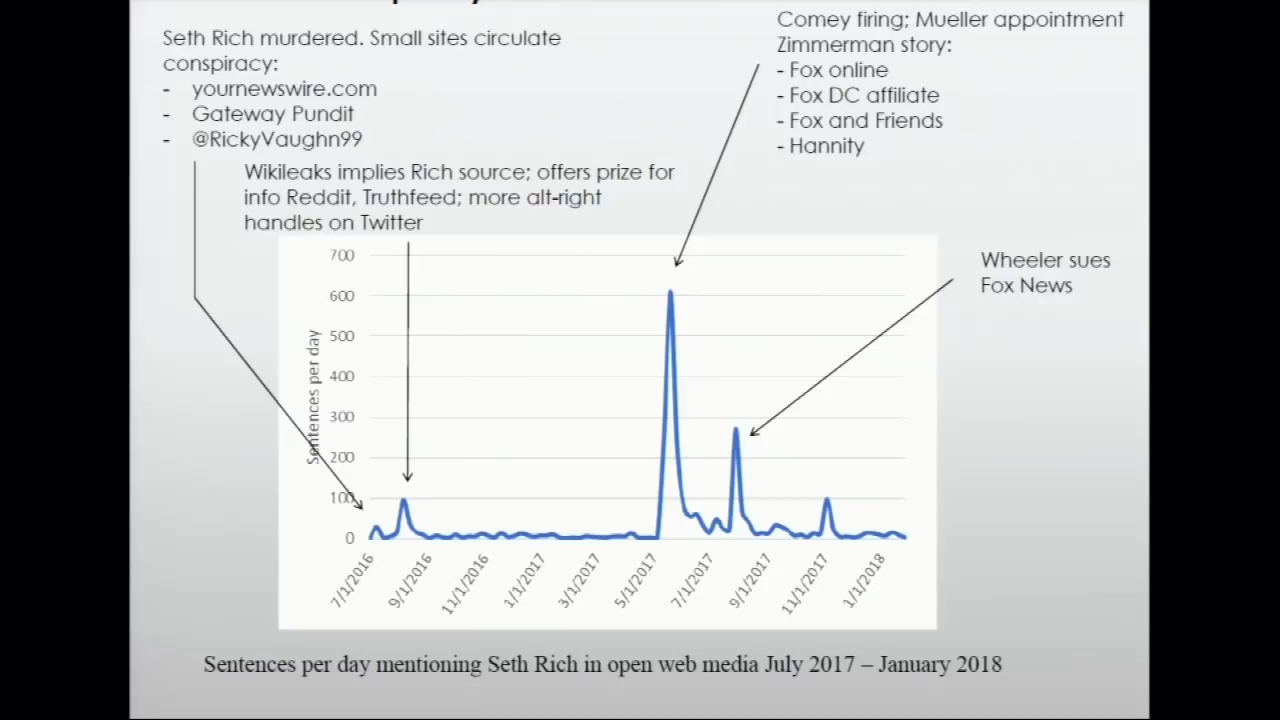 Seth Rich murdered. Small sites circulate
conspiracy:
- yournewswire.com
- Gateway Pundit
- @RickyVaughn99
Wikileaks implies Rich source; offers prize for
info Reddit, Truthfeed; more alt-right
handles on Twitter
Comey firing; Mueller appointment
Zimmerman story:
- Fox online
- Fox DC affiliate
- Fox and Friends
- Hannity
Wheeler sues
Fox News
Sentences per day
700
600
500
400
300
200
100
0
7/1/2016
9/1/2016
11/1/2016
1/1/2017
3/1/2017
5/1/2017
7/1/2017
9/1/2017
11/1/2017
1/1/2018
Sentences per day mentioning Seth Rich in open web media July 2017 – January 2018